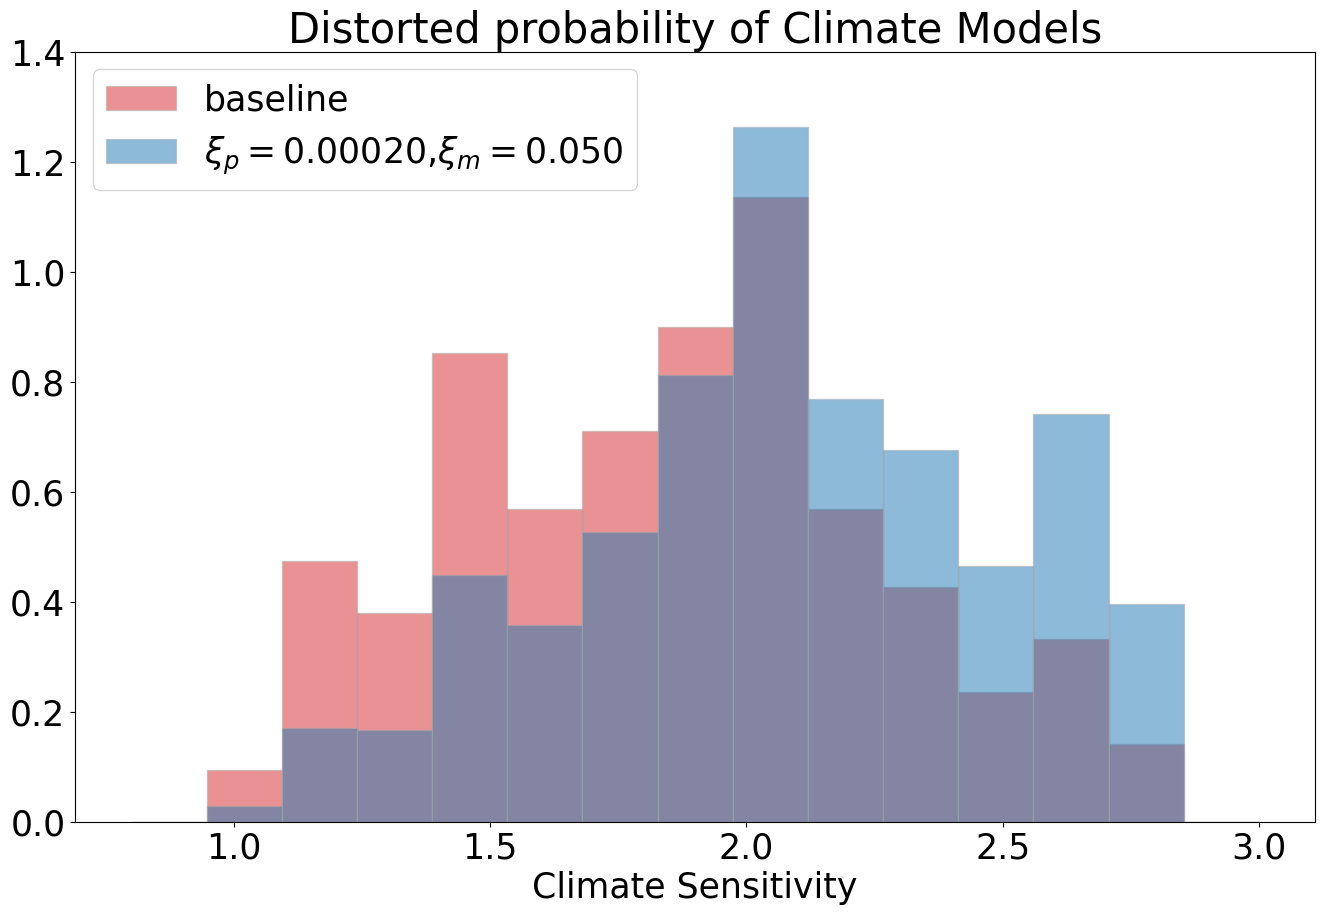 Distorted probability of Climate Models
1.4
1.2
1.0
0.8
0.6
0.4
0.2
0.0
baseline
ξ_p = 0.00020,ξ_m = 0.050
1.0 1.5 2.0 2.5 3.0
Climate Sensitivity